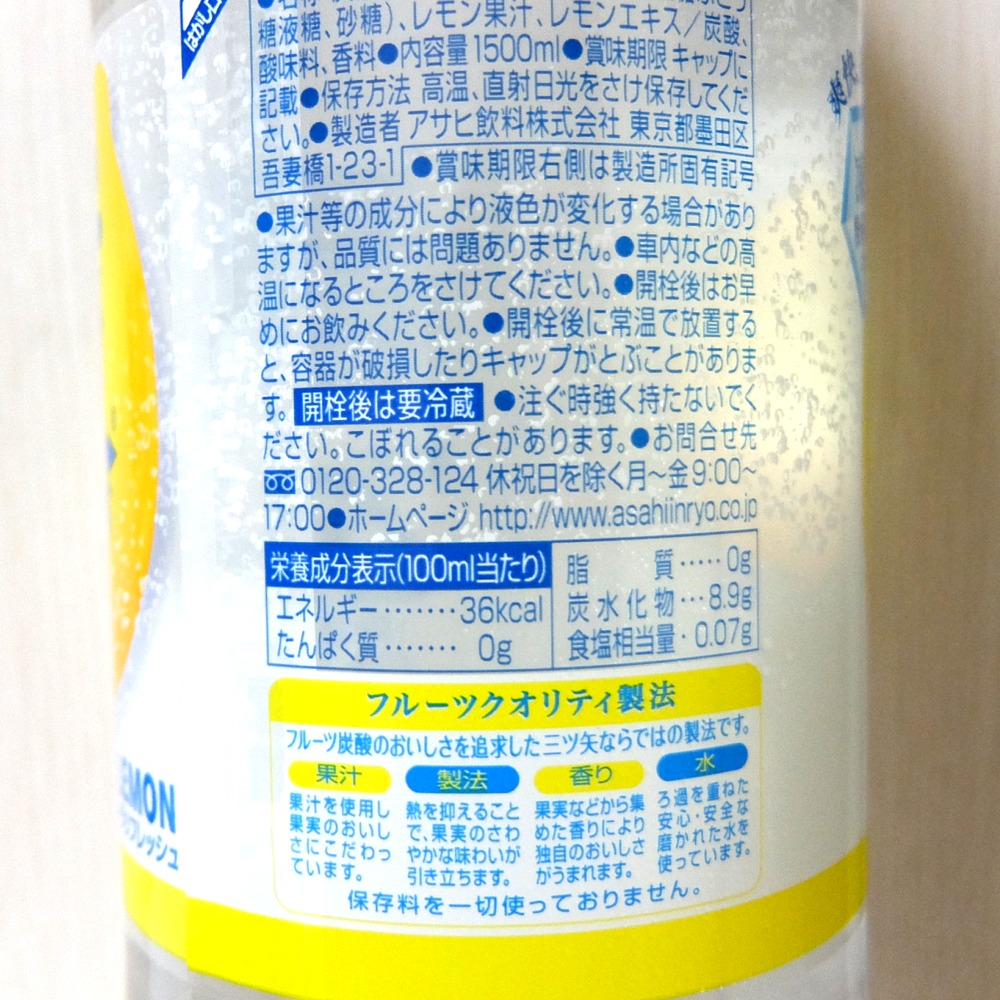 はがし口
糖液糖、砂糖)、レモン果汁、レモンエキス/炭酸、
酸味料、香料●内容量1500ml●賞味期限 キャップに
記載●保存方法 高温、直射日光をさけ保存してくだ
さい。●製造者 アサヒ飲料株式会社 東京都墨田区
吾妻橋1-23-1 ●賞味期限右側は製造所固有記号
●果汁等の成分により液色が変化する場合があり
ますが、品質には問題ありません。●車内などの高
温になるところをさけてください。●開栓後はお早
めにお飲みください。●開栓後に常温で放置する
と、容器が破損したりキャップがとぶことがありま
す。 開栓後は要冷蔵 ●注ぐ時強く持たないでく
ださい。こぼれることがあります。●お問合せ先
0120-328-124 休祝日を除く月～金9:00～
17:00●ホームページ http://www.asahiinryo.co.jp
栄養成分表示(100ml当たり)
エネルギー········36kcal
たんぱく質········ 0g
脂質·····0g
炭水化物···8.9g
食塩相当量·0.07g
フルーツクオリティ製法
フルーツ炭酸のおいしさを追求した三ツ矢ならではの製法です。
果汁
果汁を使用し
果実のおいし
さにこだわっ
ています。
製法
熱を抑えること
で、果実のさわ
やかな味わいが
引き立ちます。
香り
果実などから集
めた香りにより
独自のおいしさ
がうまれます。
水
ろ過を重ねた
安心・安全な
磨かれた水を
使っています。
保存料を一切使っておりません。
EMON
リフレッシュ
爽快